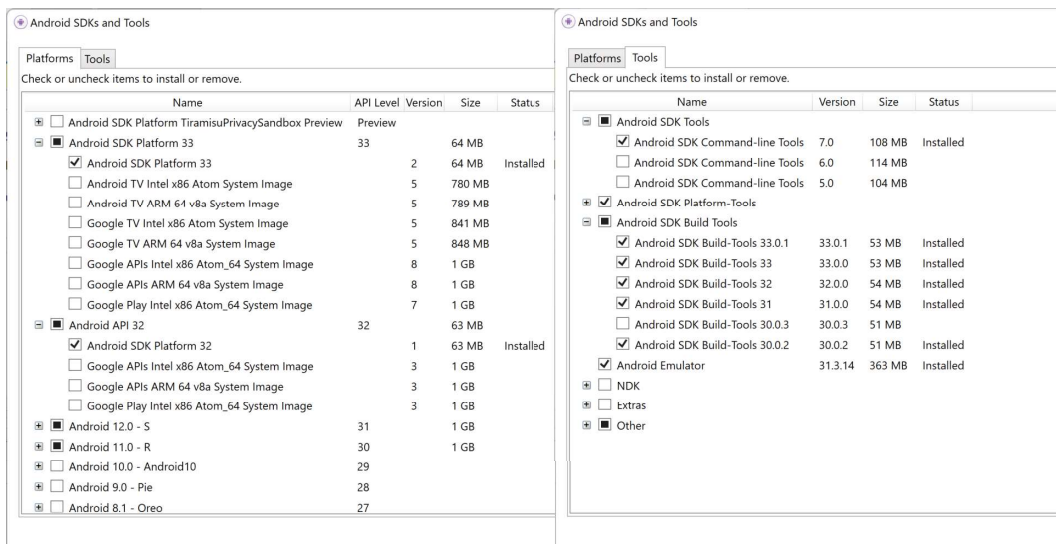 Android SDKs and Tools
Platforms Tools
Check or uncheck items to install or remove.
Name API Level Version Size Status
Android SDK Platform TiramisuPrivacySandbox Preview Preview
Android SDK Platform 33 33 64 MB
Android SDK Platform 33 2 64 MB Installed
Android TV Intel x86 Atom System Image 5 780 MB
Android TV ARM 64 v8a System Image 5 789 MB
Google TV Intel x86 Atom System Image 5 841 MB
Google TV ARM 64 v8a System Image 5 848 MB
Google APIs Intel x86 Atom_64 System Image 8 1 GB
Google APIs ARM 64 v8a System Image 8 1 GB
Google Play Intel x86 Atom_64 System Image 7 1 GB
Android API 32 32 63 MB
Android SDK Platform 32 1 63 MB Installed
Google APIs Intel x86 Atom_64 System Image 3 1 GB
Google APIs ARM 64 v8a System Image 3 1 GB
Google Play Intel x86 Atom_64 System Image 3 1 GB
Android 12.0 - S 31 1 GB
Android 11.0 - R 30 1 GB
Android 10.0 - Android10 29
Android 9.0 - Pie 28
Android 8.1 - Oreo 27
Android SDKs and Tools
Platforms Tools
Check or uncheck items to install or remove.
Name Version Size Status
Android SDK Tools
Android SDK Command-line Tools 7.0 108 MB Installed
Android SDK Command-line Tools 6.0 114 MB
Android SDK Command-line Tools 5.0 104 MB
Android SDK Platform-Tools
Android SDK Build Tools
Android SDK Build-Tools 33.0.1 33.0.1 53 MB Installed
Android SDK Build-Tools 33 33.0.0 53 MB Installed
Android SDK Build-Tools 32 32.0.0 54 MB Installed
Android SDK Build-Tools 31 31.0.0 54 MB Installed
Android SDK Build-Tools 30.0.3 30.0.3 51 MB
Android SDK Build-Tools 30.0.2 30.0.2 51 MB Installed
Android Emulator 31.3.14 363 MB Installed
NDK
Extras
Other